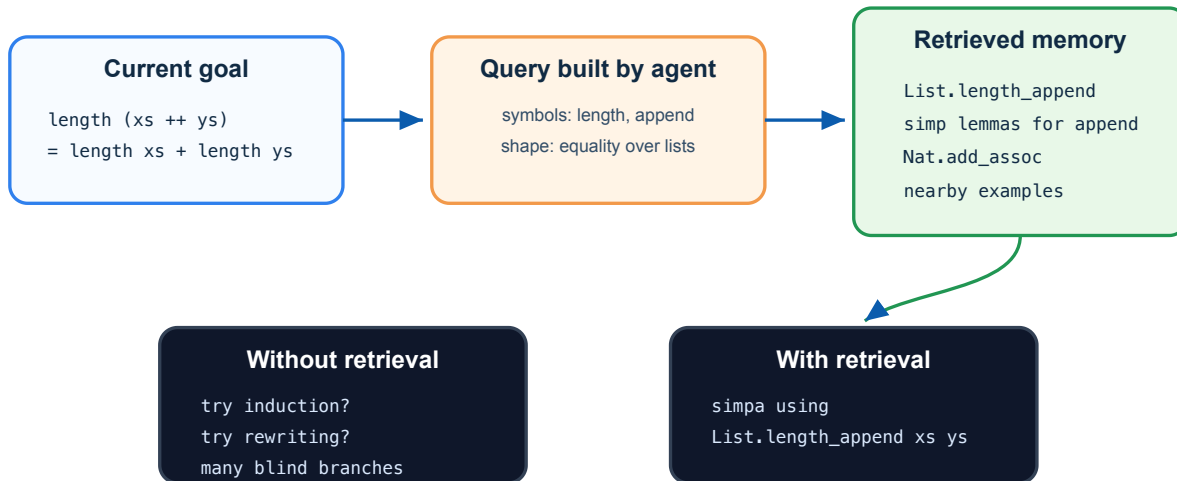 Current goal
length (xs ++ ys)
= length xs + length ys
Query built by agent
symbols: length, append
shape: equality over lists
Retrieved memory
List.length_append
simp lemmas for append
Nat.add_assoc
nearby examples
Without retrieval
try induction?
try rewriting?
many blind branches
With retrieval
simpa using
List.length_append xs ys